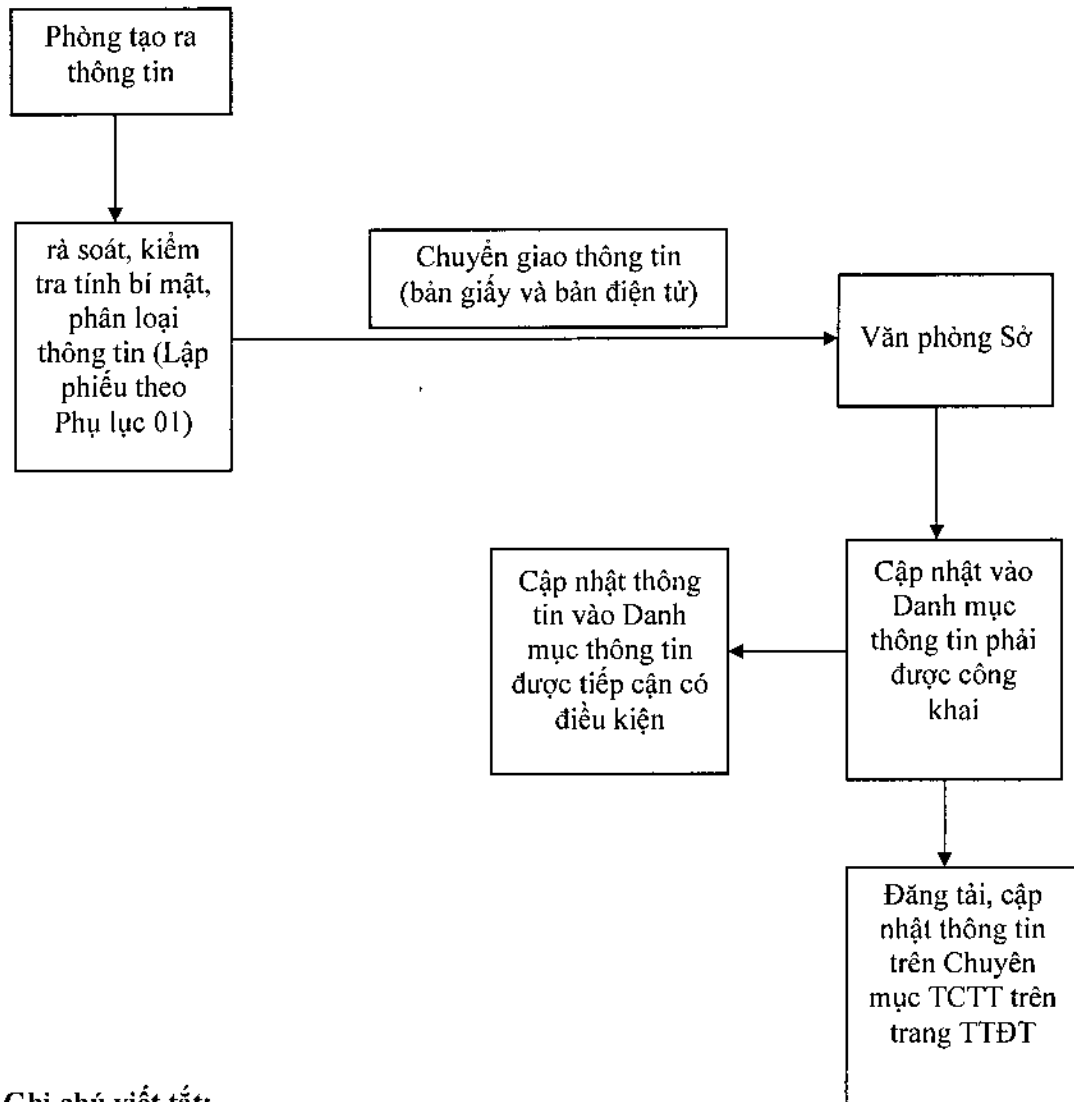 Phòng tạo ra
thông tin
rà soát, kiểm
tra tính bí mật,
phân loại
thông tin (Lập
phiếu theo
Phụ lục 01)
Chuyển giao thông tin
(bản giấy và bản điện tử)
Văn phòng Sở
Cập nhật thông
tin vào Danh
mục thông tin
được tiếp cận có
điều kiện
Cập nhật vào
Danh mục
thông tin phải
được công
khai
Đăng tải, cập
nhật thông tin
trên Chuyên
mục TCTT trên
trang TTĐT
Ghi chú viết tắt: